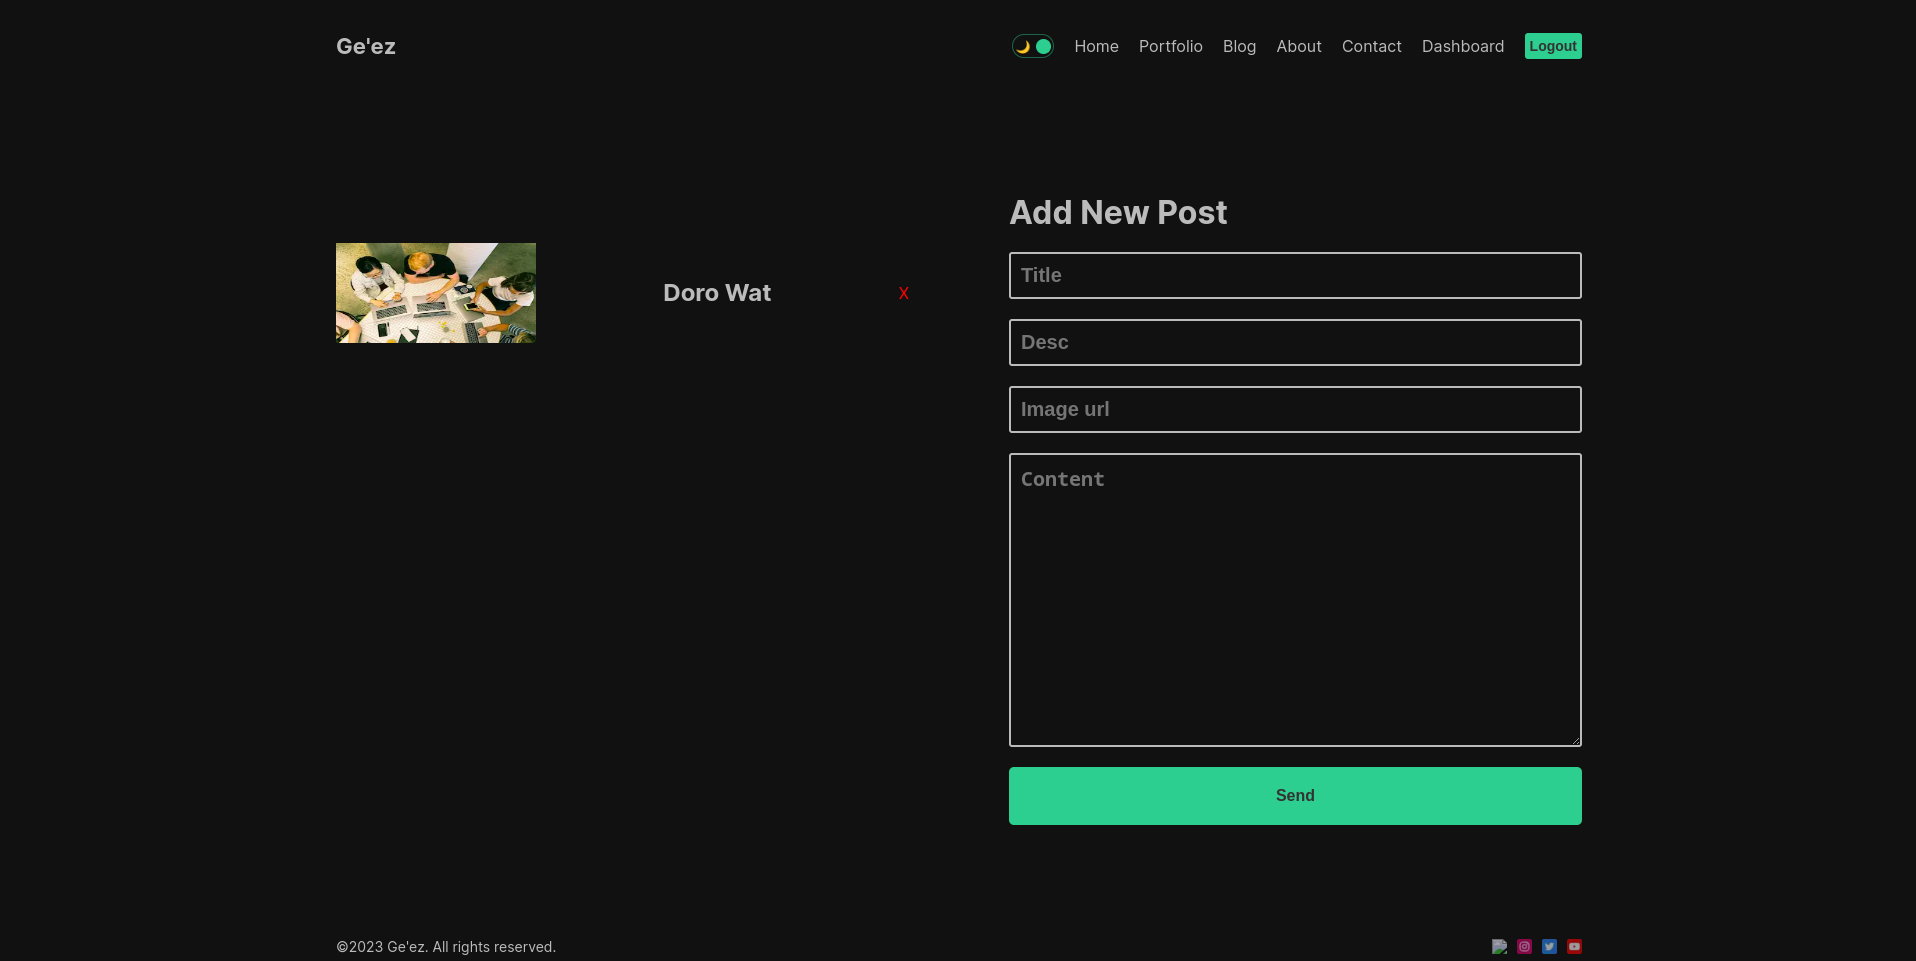 Ge'ez
Home
Portfolio
Blog
About
Contact
Dashboard
Logout
Doro Wat
X
Add New Post
Title
Desc
Image url
Content
Send
©2023 Ge'ez. All rights reserved.